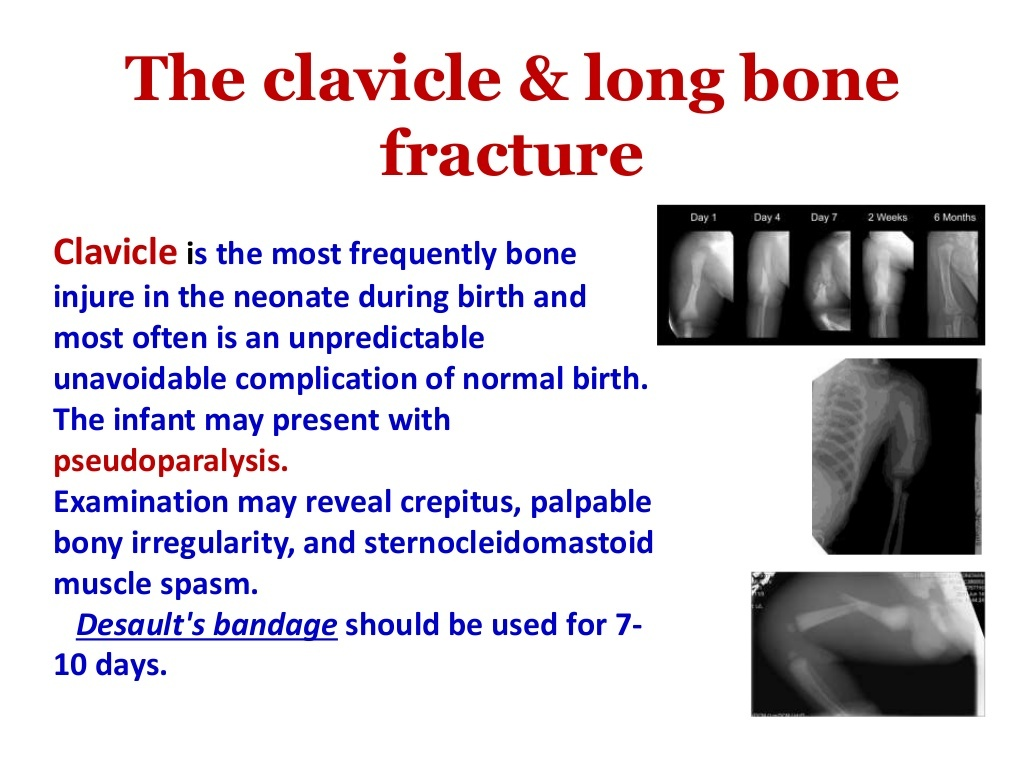 The clavicle & long bone
fracture
Clavicle is the most frequently bone
injure in the neonate during birth and
most often is an unpredictable
unavoidable complication of normal birth.
The infant may present with
pseudoparalysis.
Examination may reveal crepitus, palpable
bony irregularity, and sternocleidomastoid
muscle spasm.
Desault's bandage should be used for 7-
10 days.
Day 1 Day 4 Day 7 2 Weeks 6 Months